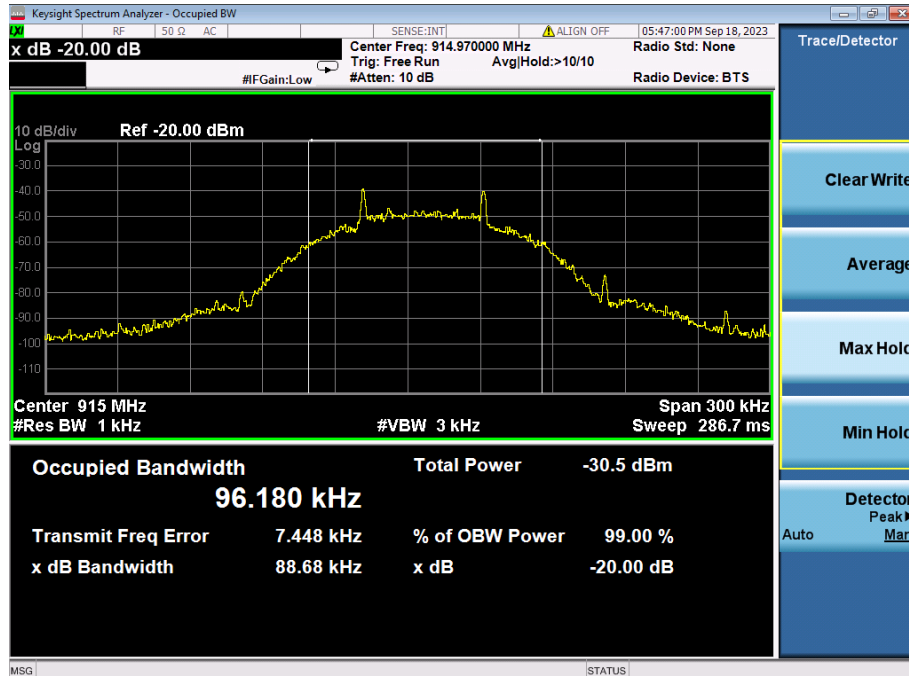 Keysight Spectrum Analyzer - Occupied BW
LXI RF 50 Ω AC SENSE:INT ALIGN OFF 05:47:00 PM Sep 18, 2023
x dB -20.00 dB
Center Freq: 914.970000 MHz Radio Std: None
Trig: Free Run Avg|Hold:>10/10
#IFGain:Low #Atten: 10 dB Radio Device: BTS
10 dB/div Ref -20.00 dBm
Log
-30.0
-40.0
-50.0
-60.0
-70.0
-80.0
-90.0
-100
-110
Center 915 MHz Span 300 kHz
#Res BW 1 kHz #VBW 3 kHz Sweep 286.7 ms
Occupied Bandwidth Total Power -30.5 dBm
96.180 kHz
Transmit Freq Error 7.448 kHz % of OBW Power 99.00 %
x dB Bandwidth 88.68 kHz x dB -20.00 dB
MSG STATUS
Trace/Detector
Clear Write
Average
Max Hold
Min Hold
Detector
Peak
Auto Man